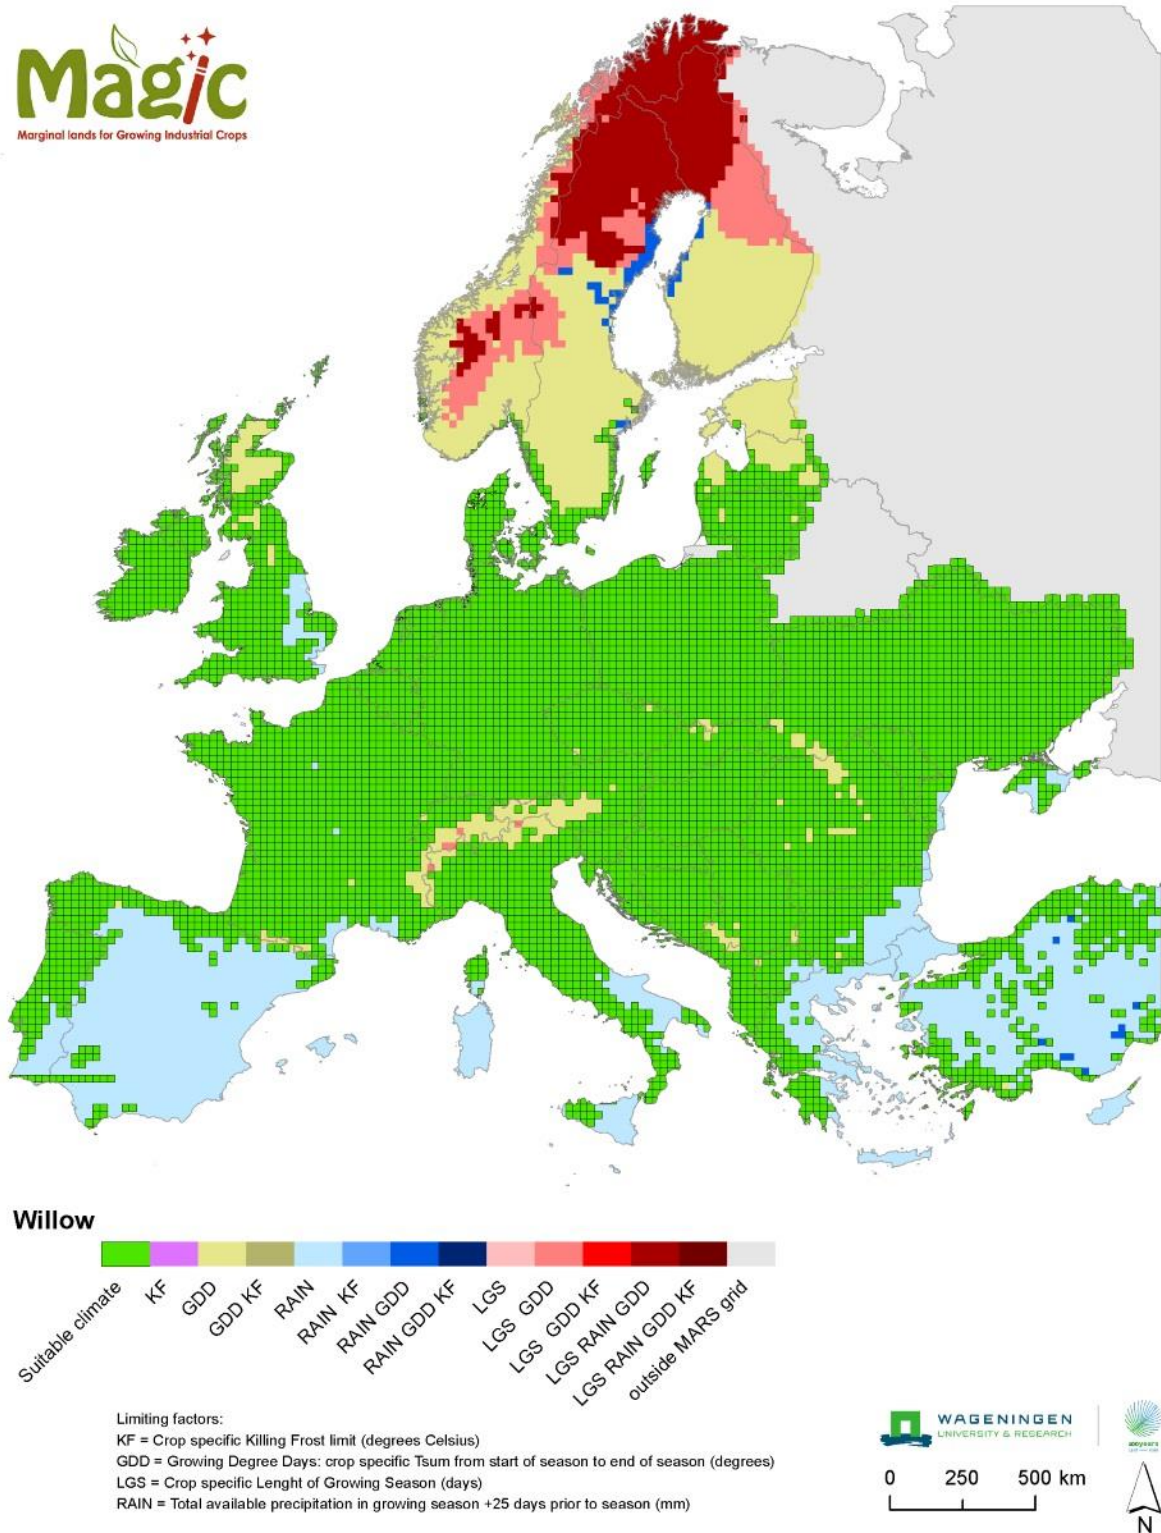 Magic
Marginal lands for Growing Industrial Crops
Willow
Suitable climate
KF
GDD
GDD KF
RAIN
RAIN KF
RAIN GDD
RAIN GDD KF
LGS
LGS GDD
LGS GDD KF
LGS RAIN GDD
LGS RAIN GDD KF
outside MARS grid
Limiting factors:
KF = Crop specific Killing Frost limit (degrees Celsius)
GDD = Growing Degree Days: crop specific Tsum from start of season to end of season (degrees)
LGS = Crop specific Lenght of Growing Season (days)
RAIN = Total available precipitation in growing season +25 days prior to season (mm)
WAGENINGEN
UNIVERSITY & RESEARCH
0 250 500 km
N